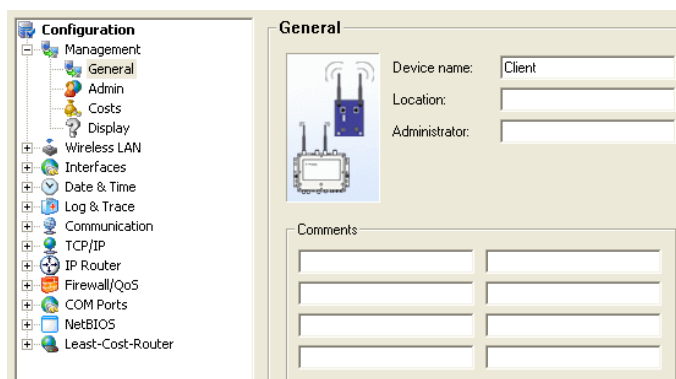 Configuration
Management
General
Admin
Costs
Display
Wireless LAN
Interfaces
Date & Time
Log & Trace
Communication
TCP/IP
IP Router
Firewall/QoS
COM Ports
NetBIOS
Least-Cost-Router
General
Device name: Client
Location:
Administrator:
Comments